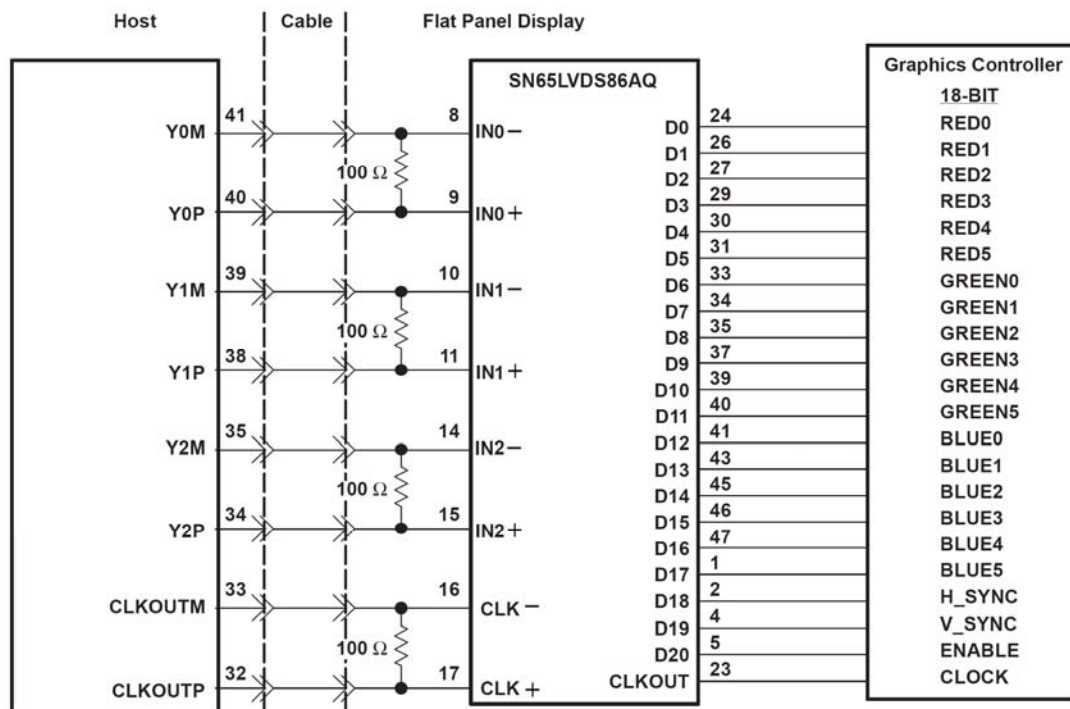 Host Cable Flat Panel Display
SN65LVDS86AQ
Graphics Controller
18-BIT
Y0M 41 8 IN0−
100 Ω
Y0P 40 9 IN0+
Y1M 39 10 IN1−
100 Ω
Y1P 38 11 IN1+
Y2M 35 14 IN2−
100 Ω
Y2P 34 15 IN2+
CLKOUTM 33 16 CLK−
100 Ω
CLKOUTP 32 17 CLK+
D0 24 RED0
D1 26 RED1
D2 27 RED2
D3 29 RED3
D4 30 RED4
D5 31 RED5
D6 33 GREEN0
D7 34 GREEN1
D8 35 GREEN2
D9 37 GREEN3
D10 39 GREEN4
D11 40 GREEN5
D12 41 BLUE0
D13 43 BLUE1
D14 45 BLUE2
D15 46 BLUE3
D16 47 BLUE4
D17 1 BLUE5
D18 2 H_SYNC
D19 4 V_SYNC
D20 5 ENABLE
CLKOUT 23 CLOCK